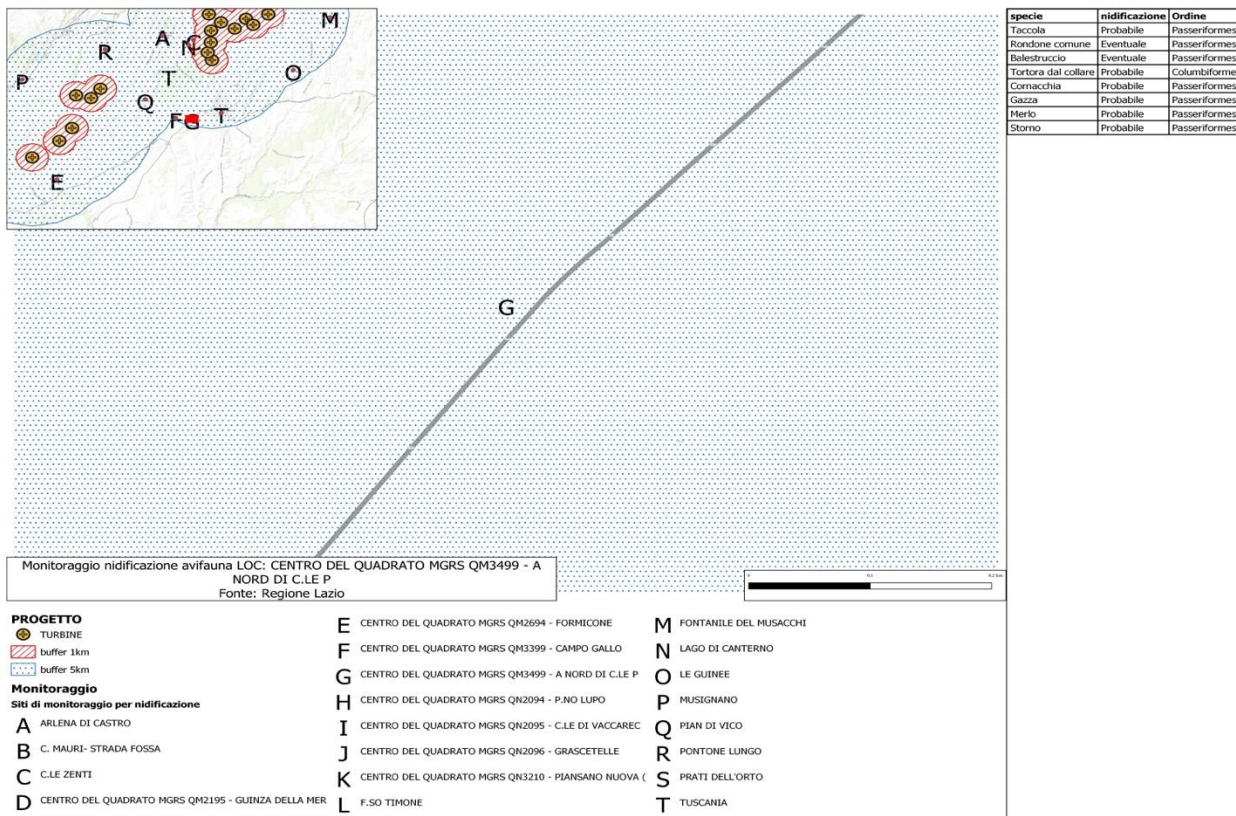 M
A
N
C
R
O
P
T
Q
F
G
T
E
specie nidificazione Ordine
Taccola Probabile Passeriformes
Rondone comune Eventuale Passeriformes
Balestruccio Eventuale Passeriformes
Tortora dal collare Probabile Columbiforme
Cornacchia Probabile Passeriformes
Gazza Probabile Passeriformes
Merlo Probabile Passeriformes
Storno Probabile Passeriformes
G
Monitoraggio nidificazione avifauna LOC: CENTRO DEL QUADRATO MGRS QM3499 - A
NORD DI C.LE P
Fonte: Regione Lazio
0 0.1 0.2 km
PROGETTO
TURBINE
buffer 1km
buffer 5km
Monitoraggio
Siti di monitoraggio per nidificazione
A ARLENA DI CASTRO
B C. MAURI- STRADA FOSSA
C C.LE ZENTI
D CENTRO DEL QUADRATO MGRS QM2195 - GUINZA DELLA MER
E CENTRO DEL QUADRATO MGRS QM2694 - FORMICONE
F CENTRO DEL QUADRATO MGRS QM3399 - CAMPO GALLO
G CENTRO DEL QUADRATO MGRS QM3499 - A NORD DI C.LE P
H CENTRO DEL QUADRATO MGRS QN2094 - P.NO LUPO
I CENTRO DEL QUADRATO MGRS QN2095 - C.LE DI VACCAREC
J CENTRO DEL QUADRATO MGRS QN2096 - GRASCETELLE
K CENTRO DEL QUADRATO MGRS QN3210 - PIANSANO NUOVA (
L F.SO TIMONE
M FONTANILE DEL MUSACCHI
N LAGO DI CANTERNO
O LE GUINEE
P MUSIGNANO
Q PIAN DI VICO
R PONTONE LUNGO
S PRATI DELL'ORTO
T TUSCANIA